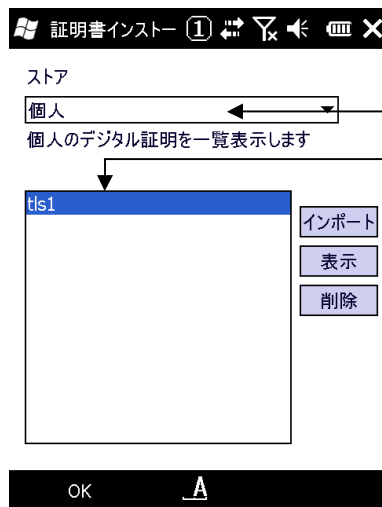 証明書インストー 1
ストア
個人
個人のデジタル証明を一覧表示します
tls1
インポート
表示
削除
OK A